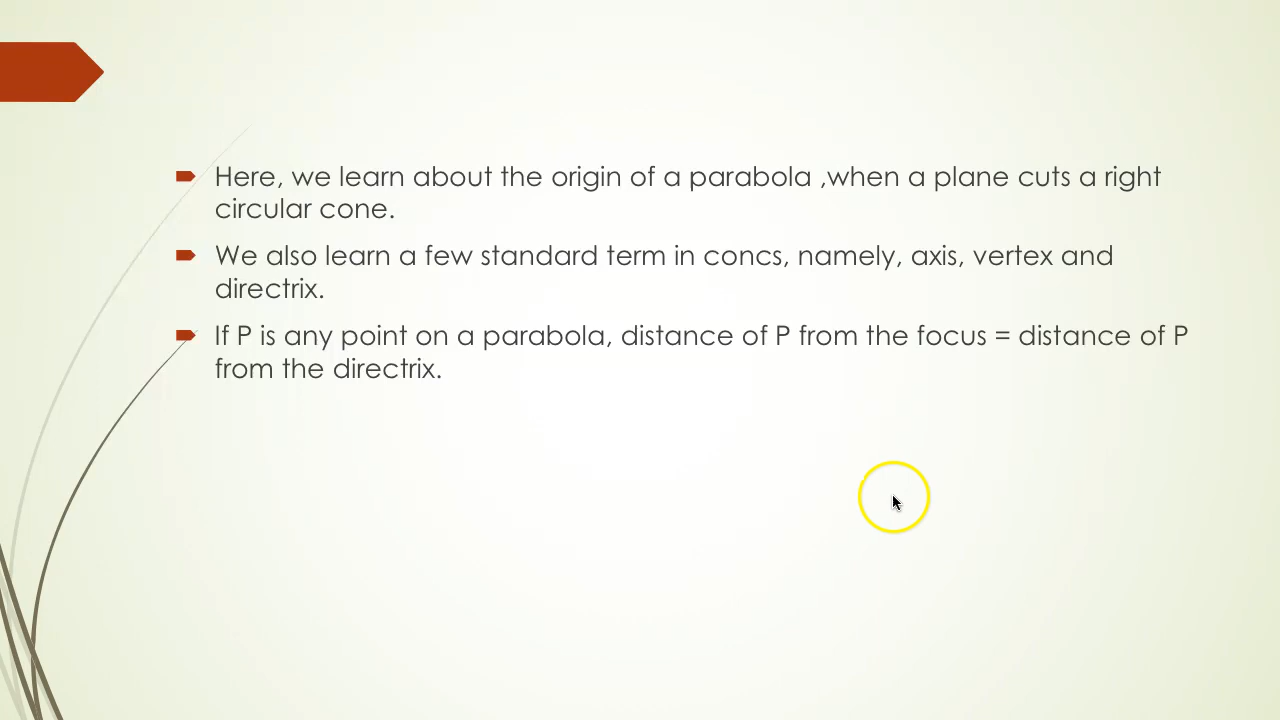 Here, we learn about the origin of a parabola ,when a plane cuts a right
circular cone.
We also learn a few standard term in concs, namely, axis, vertex and
directrix.
If P is any point on a parabola, distance of P from the focus = distance of P
from the directrix.